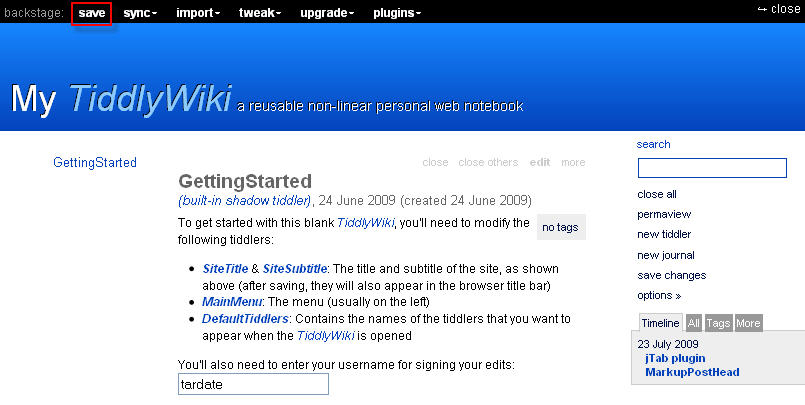 backstage: save sync import tweak upgrade plugins close
My TiddlyWiki a reusable non-linear personal web notebook
GettingStarted
close close others edit more
GettingStarted
(built-in shadow tiddler), 24 June 2009 (created 24 June 2009)
no tags
To get started with this blank TiddlyWiki, you'll need to modify the
following tiddlers:
• SiteTitle & SiteSubtitle: The title and subtitle of the site, as shown
above (after saving, they will also appear in the browser title bar)
• MainMenu: The menu (usually on the left)
• DefaultTiddlers: Contains the names of the tiddlers that you want to
appear when the TiddlyWiki is opened
You'll also need to enter your username for signing your edits:
tardate
search
close all
permaview
new tiddler
new journal
save changes
options »
Timeline All Tags More
23 July 2009
jTab plugin
MarkupPostHead